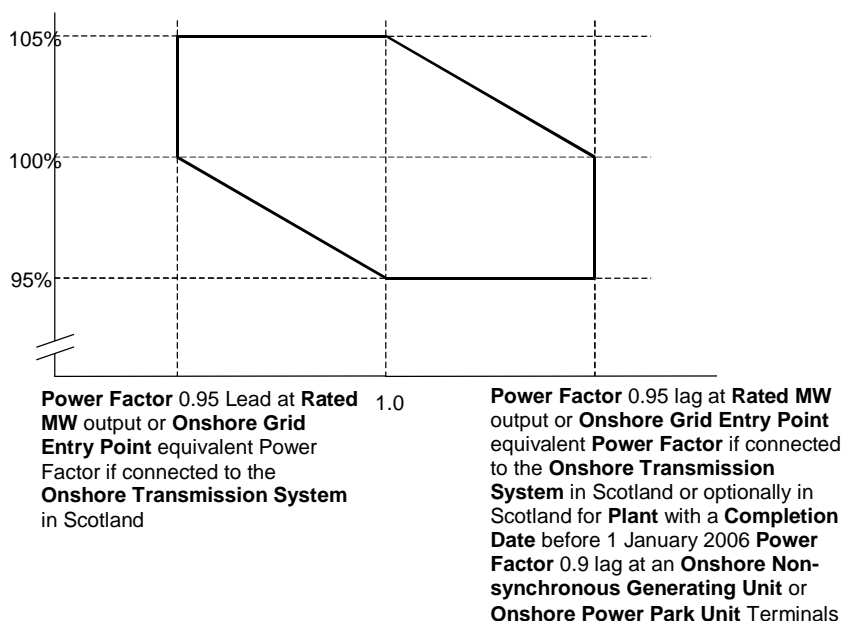 105%
100%
95%
Power Factor 0.95 Lead at Rated
MW output or Onshore Grid
Entry Point equivalent Power
Factor if connected to the
Onshore Transmission System
in Scotland
1.0
Power Factor 0.95 lag at Rated MW
output or Onshore Grid Entry Point
equivalent Power Factor if connected
to the Onshore Transmission
System in Scotland or optionally in
Scotland for Plant with a Completion
Date before 1 January 2006 Power
Factor 0.9 lag at an Onshore Non-
synchronous Generating Unit or
Onshore Power Park Unit Terminals